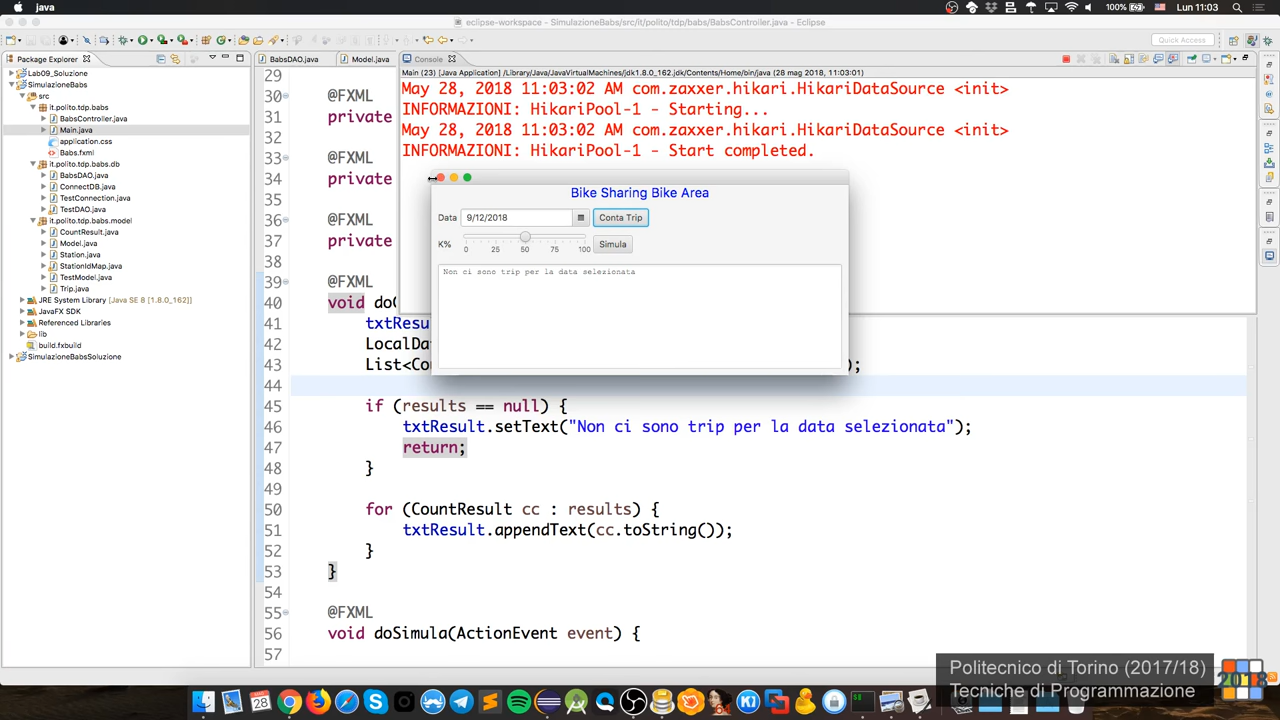 java
100%
Lun 11:03
eclipse-workspace - SimulazioneBabs/src/it/polito/tdp/babs/BabsController.java - Eclipse
Quick Access
Package Explorer
Lab09_Soluzione
SimulazioneBabs
src
it.polito.tdp.babs
BabsController.java
Main.java
application.css
Babs.fxml
it.polito.tdp.babs.db
BabsDAO.java
ConnectDB.java
TestConnection.java
TestDAO.java
it.polito.tdp.babs.model
CountResult.java
Model.java
Station.java
StationIdMap.java
TestModel.java
Trip.java
JRE System Library [Java SE 8 [1.8.0_162]]
JavaFX SDK
Referenced Libraries
lib
build.fxbuild
SimulazioneBabsSoluzione
BabsDAO.java
Model.java
Console
Main (23) [Java Application] /Library/Java/JavaVirtualMachines/jdk1.8.0_162.jdk/Contents/Home/bin/java (28 mag 2018, 11:03:01)
May 28, 2018 11:03:02 AM com.zaxxer.hikari.HikariDataSource <init>
INFORMAZIONI: HikariPool-1 - Starting...
May 28, 2018 11:03:02 AM com.zaxxer.hikari.HikariDataSource <init>
INFORMAZIONI: HikariPool-1 - Start completed.
Bike Sharing Bike Area
Data 9/12/2018 Conta Trip
K% 0 25 50 75 100 Simula
Non ci sono trip per la data selezionata
29
30 @FXML
31 private
32
33 @FXML
34 private
35
36 @FXML
37 private
38
39 @FXML
40 void do
41 txtResu
42 LocalDa
43 List<Co );
44
45 if (results == null) {
46 txtResult.setText("Non ci sono trip per la data selezionata");
47 return;
48 }
49
50 for (CountResult cc : results) {
51 txtResult.appendText(cc.toString());
52 }
53 }
54
55 @FXML
56 void doSimula(ActionEvent event) {
57
Politecnico di Torino (2017/18)
Tecniche di Programmazione
2018